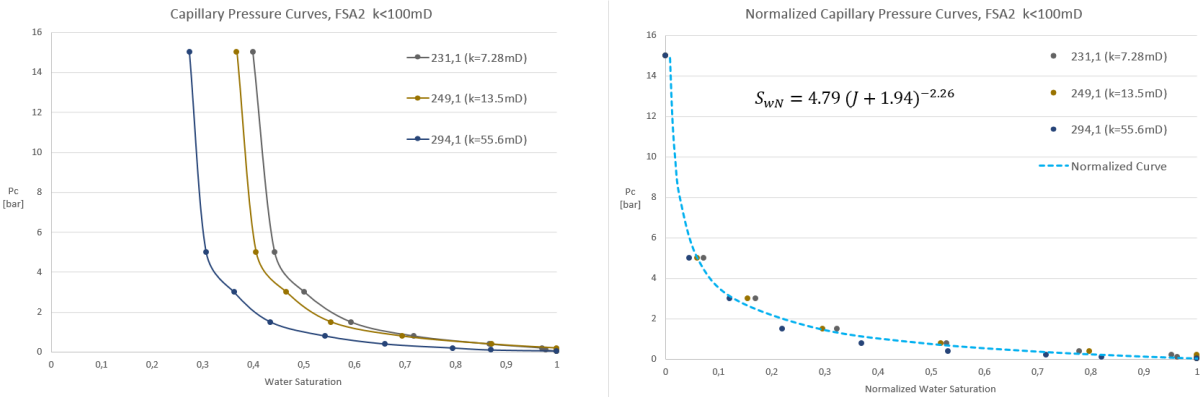 Capillary Pressure Curves, FSA2 k<100mD
16
14
12
10
8
6
4
2
0
Pc
[bar]
0,1
0,2
0,3
0,4
0,5
0,6
0,7
0,8
0,9
1
Water Saturation
231,1 (k=7.28mD)
249,1 (k=13.5mD)
294,1 (k=55.6mD)
Normalized Capillary Pressure Curves, FSA2 k<100mD
16
14
12
10
8
6
4
2
0
Pc
[bar]
0
0,1
0,2
0,3
0,4
0,5
0,6
0,7
0,8
0,9
1
Normalized Water Saturation
S_{wN} = 4.79 (J + 1.94)^{-2.26}
231,1 (k=7.28mD)
249,1 (k=13.5mD)
294,1 (k=55.6mD)
Normalized Curve